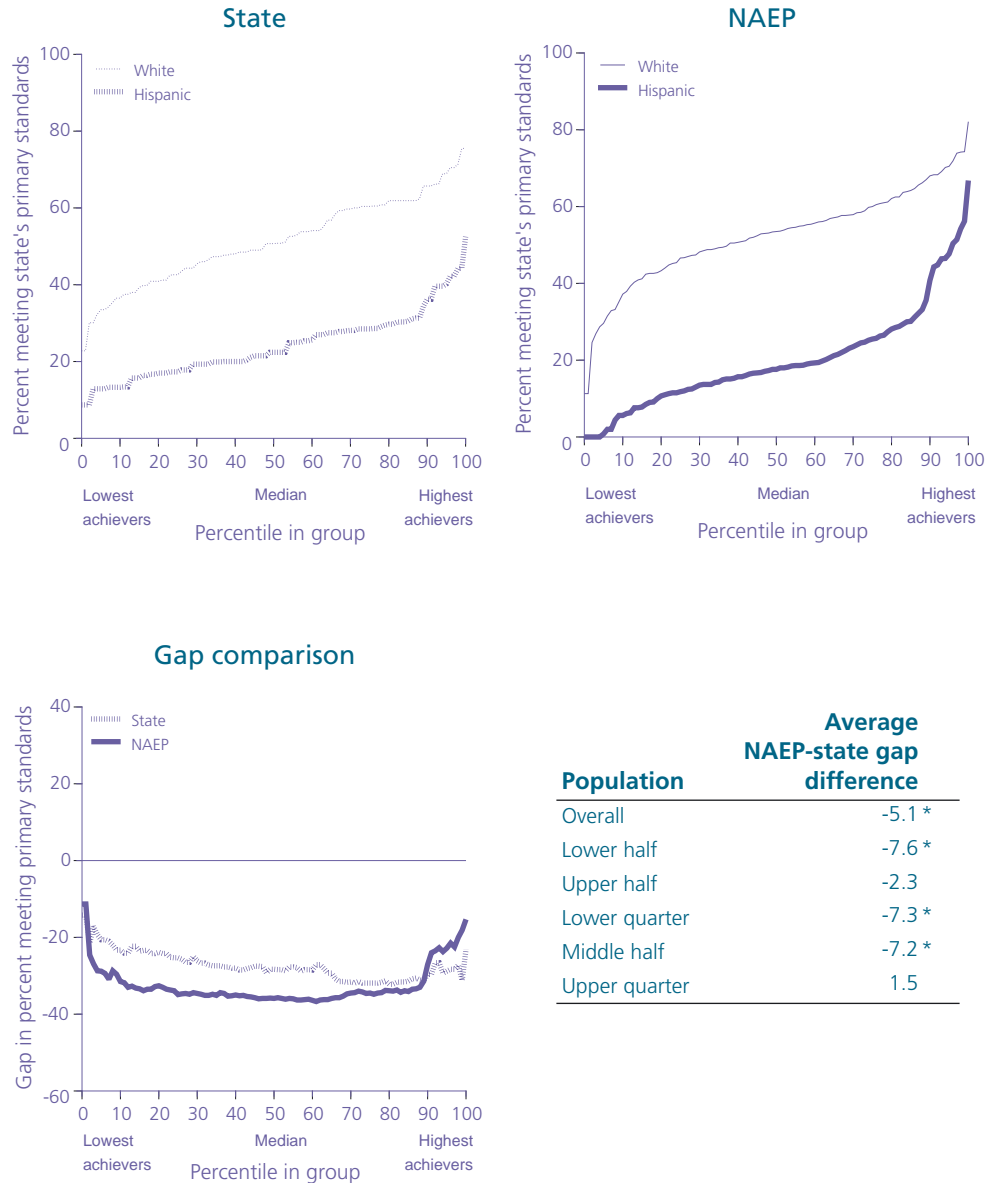 State
Percent meeting state's primary standards
100
80
60
40
20
0
White
Hispanic
0 10 20 30 40 50 60 70 80 90 100
Lowest achievers
Median
Highest achievers
Percentile in group
NAEP
Percent meeting state's primary standards
100
80
60
40
20
0
White
Hispanic
0 10 20 30 40 50 60 70 80 90 100
Lowest achievers
Median
Highest achievers
Percentile in group
Gap comparison
Gap in percent meeting primary standards
40
20
0
-20
-40
-60
State
NAEP
0 10 20 30 40 50 60 70 80 90 100
Lowest achievers
Median
Highest achievers
Percentile in group
Average
NAEP-state gap
Population difference
Overall -5.1 *
Lower half -7.6 *
Upper half -2.3
Lower quarter -7.3 *
Middle half -7.2 *
Upper quarter 1.5